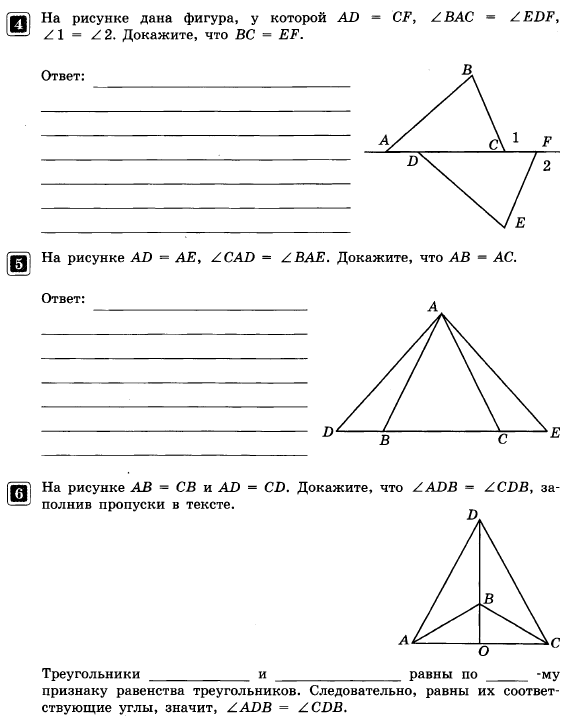 4 На рисунке дана фигура, у которой AD = CF, ∠BAC = ∠EDF,
∠1 = ∠2. Докажите, что BC = EF.
Ответ:
B
A
D
C
1
F
2
E
5 На рисунке AD = AE, ∠CAD = ∠BAE. Докажите, что AB = AC.
Ответ:
A
D
B
C
E
6 На рисунке AB = CB и AD = CD. Докажите, что ∠ADB = ∠CDB, за-
полнив пропуски в тексте.
D
B
A
O
C
Треугольники ____________ и _______________ равны по _____ -му
признаку равенства треугольников. Следовательно, равны их соответ-
ствующие углы, значит, ∠ADB = ∠CDB.